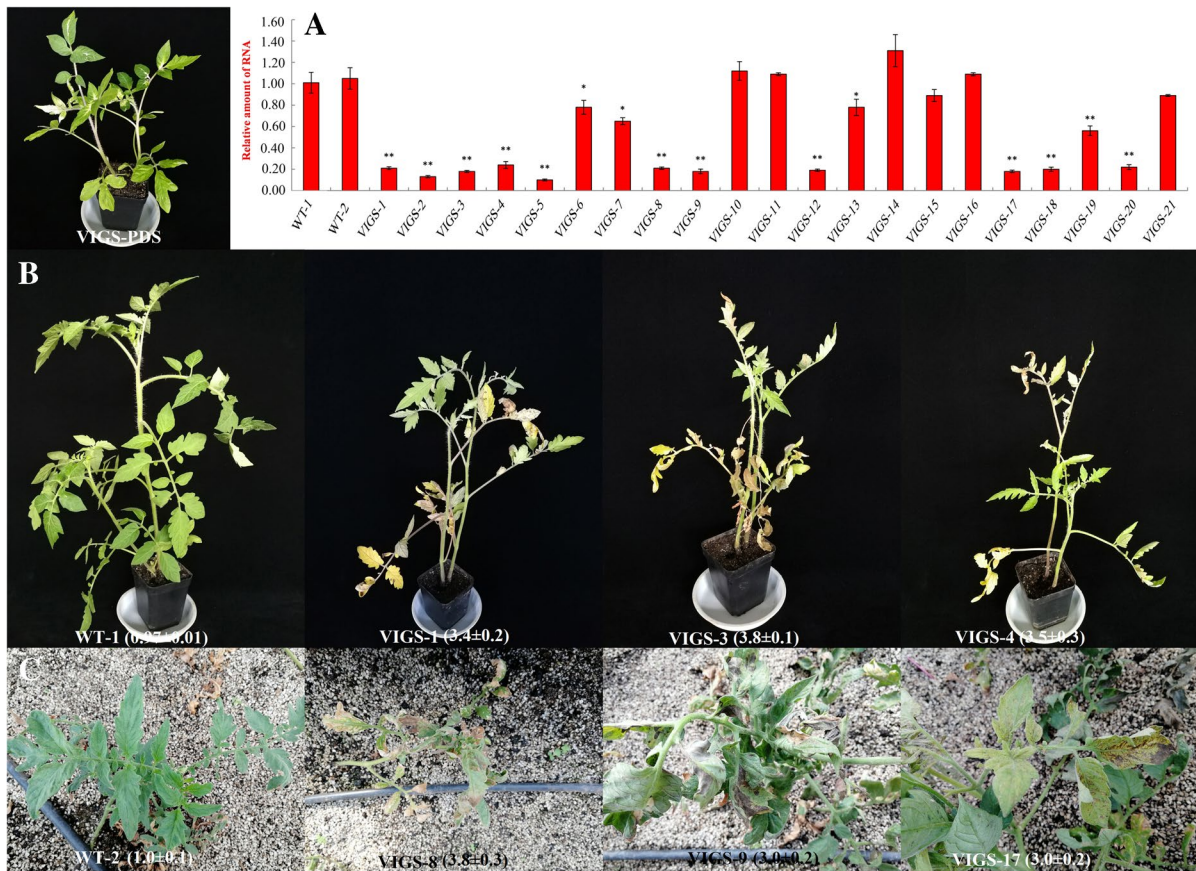 VIGS-PDS
A
Relative amount of RNA
1.60
1.40
1.20
1.00
0.80
0.60
0.40
0.20
0.00
** ** ** ** ** * * ** ** ** * ** ** ** **
WT-1 WT-2 VIGS-1 VIGS-2 VIGS-3 VIGS-4 VIGS-5 VIGS-6 VIGS-7 VIGS-8 VIGS-9 VIGS-10 VIGS-11 VIGS-12 VIGS-13 VIGS-14 VIGS-15 VIGS-16 VIGS-17 VIGS-18 VIGS-19 VIGS-20 VIGS-21
B
WT-1 (0.97±0.01) VIGS-1 (3.4±0.2) VIGS-3 (3.8±0.1) VIGS-4 (3.5±0.3)
C
WT-2 (1.0±0.1) VIGS-8 (3.8±0.3) VIGS-9 (3.0±0.2) VIGS-17 (3.0±0.2)